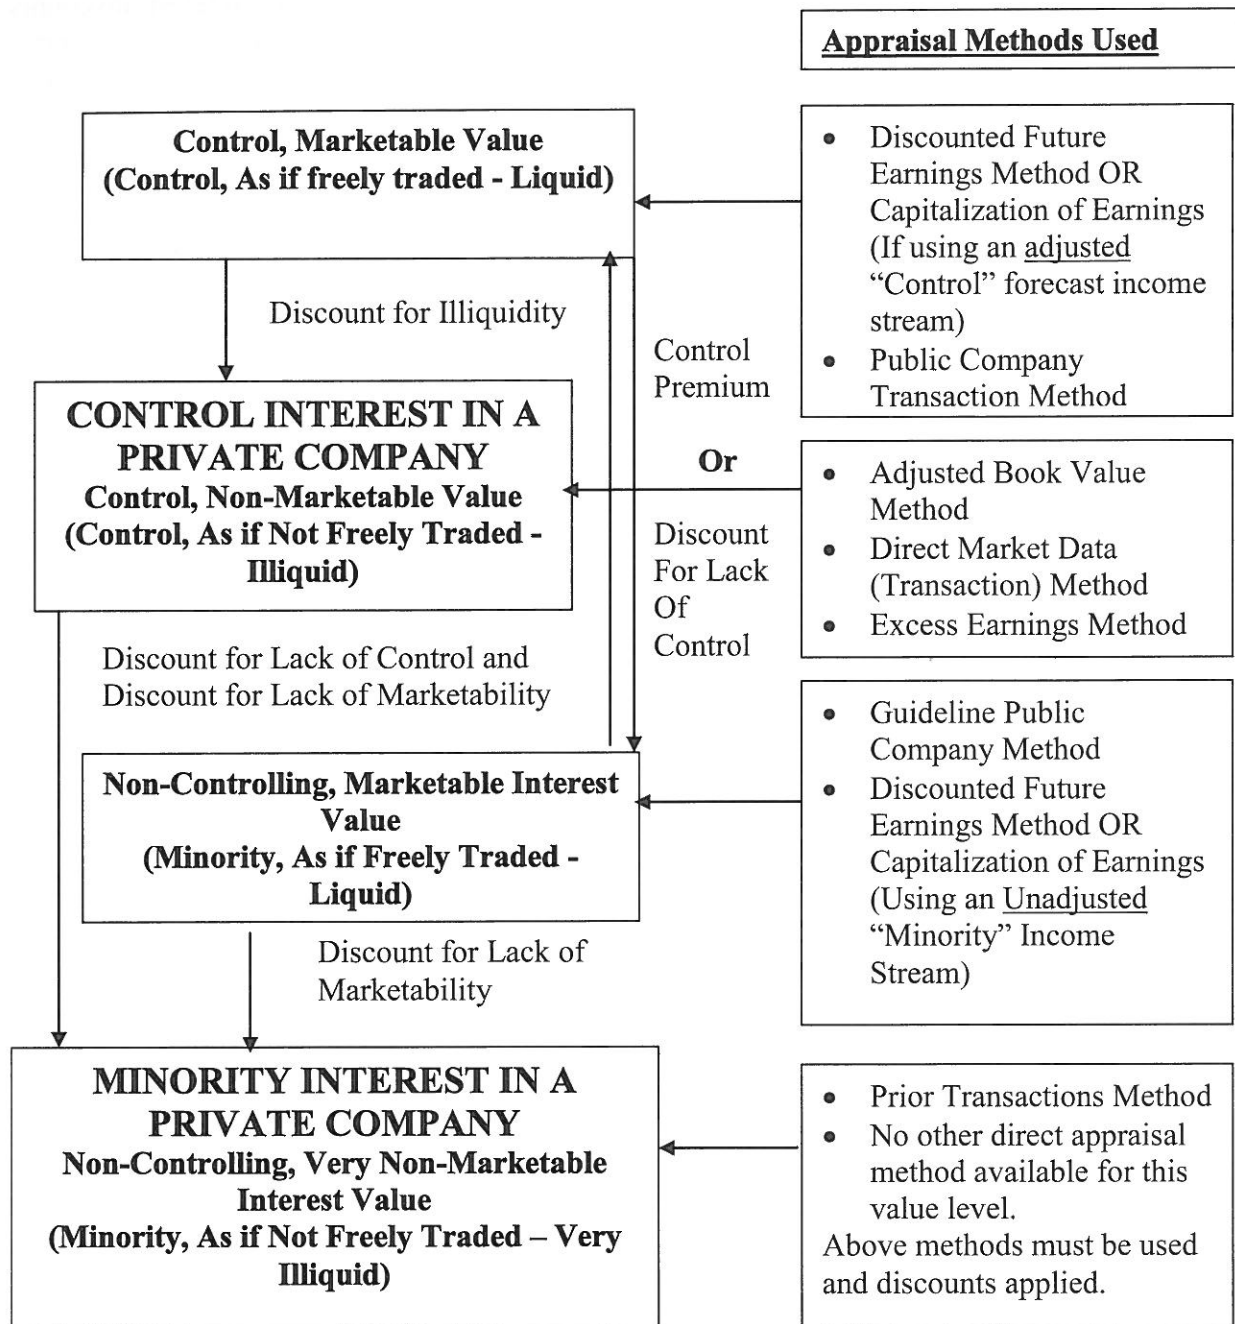 Appraisal Methods Used
Control, Marketable Value
(Control, As if freely traded - Liquid)
• Discounted Future
Earnings Method OR
Capitalization of Earnings
(If using an adjusted
“Control” forecast income
stream)
• Public Company
Transaction Method
Discount for Illiquidity
Control
Premium
CONTROL INTEREST IN A
PRIVATE COMPANY
Control, Non-Marketable Value
(Control, As if Not Freely Traded -
Illiquid)
Or
• Adjusted Book Value
Method
• Direct Market Data
(Transaction) Method
• Excess Earnings Method
Discount
For Lack
Of
Control
Discount for Lack of Control and
Discount for Lack of Marketability
Non-Controlling, Marketable Interest
Value
(Minority, As if Freely Traded -
Liquid)
• Guideline Public
Company Method
• Discounted Future
Earnings Method OR
Capitalization of Earnings
(Using an Unadjusted
“Minority” Income
Stream)
Discount for Lack of
Marketability
MINORITY INTEREST IN A
PRIVATE COMPANY
Non-Controlling, Very Non-Marketable
Interest Value
(Minority, As if Not Freely Traded – Very
Illiquid)
• Prior Transactions Method
• No other direct appraisal
method available for this
value level.
Above methods must be used
and discounts applied.